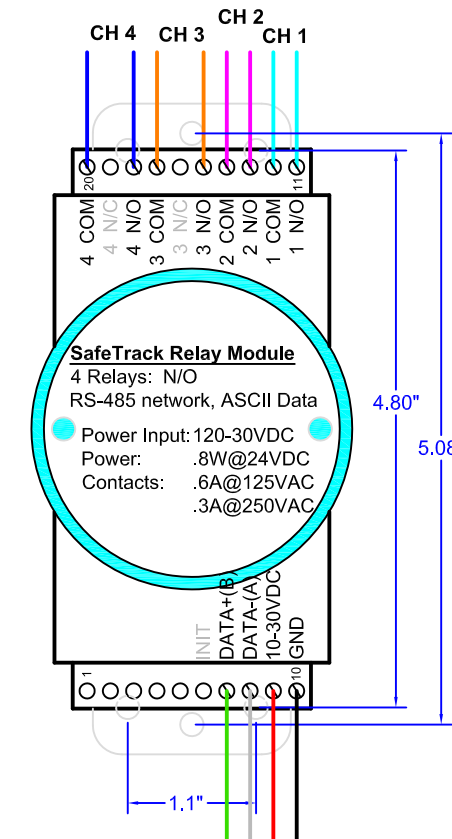 CH 4 CH 3 CH 2 CH 1
20 11
4 COM
4 N/C
4 N/O
3 COM
3 N/C
3 N/O
2 COM
2 N/O
1 COM
1 N/O
SafeTrack Relay Module
4 Relays: N/O
RS-485 network, ASCII Data
Power Input: 120-30VDC
Power: .8W@24VDC
Contacts: .6A@125VAC
.3A@250VAC
4.80"
5.08
INIT
DATA+(B)
DATA-(A)
10-30VDC
GND
1 10
1.1"